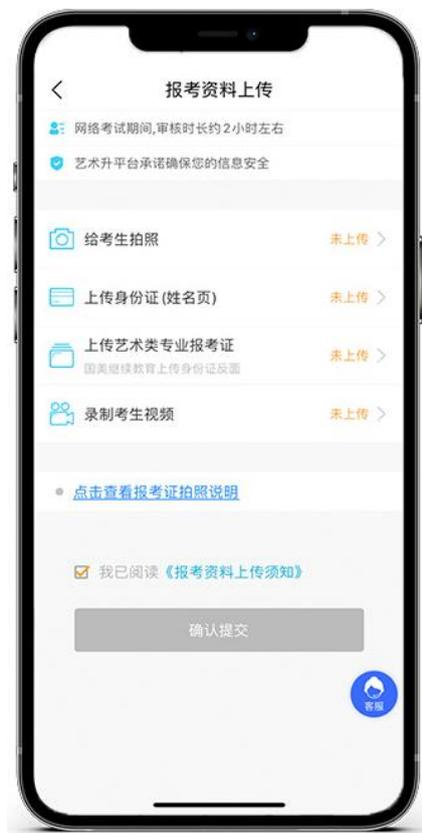 报考资料上传
网络考试期间,审核时长约2小时左右
艺术升平台承诺确保您的信息安全
给考生拍照 未上传
上传身份证(姓名页) 未上传
上传艺术类专业报考证 未上传
国美继续教育上传身份证反面
录制考生视频 未上传
点击查看报考证拍照说明
我已阅读《报考资料上传须知》
确认提交
客服